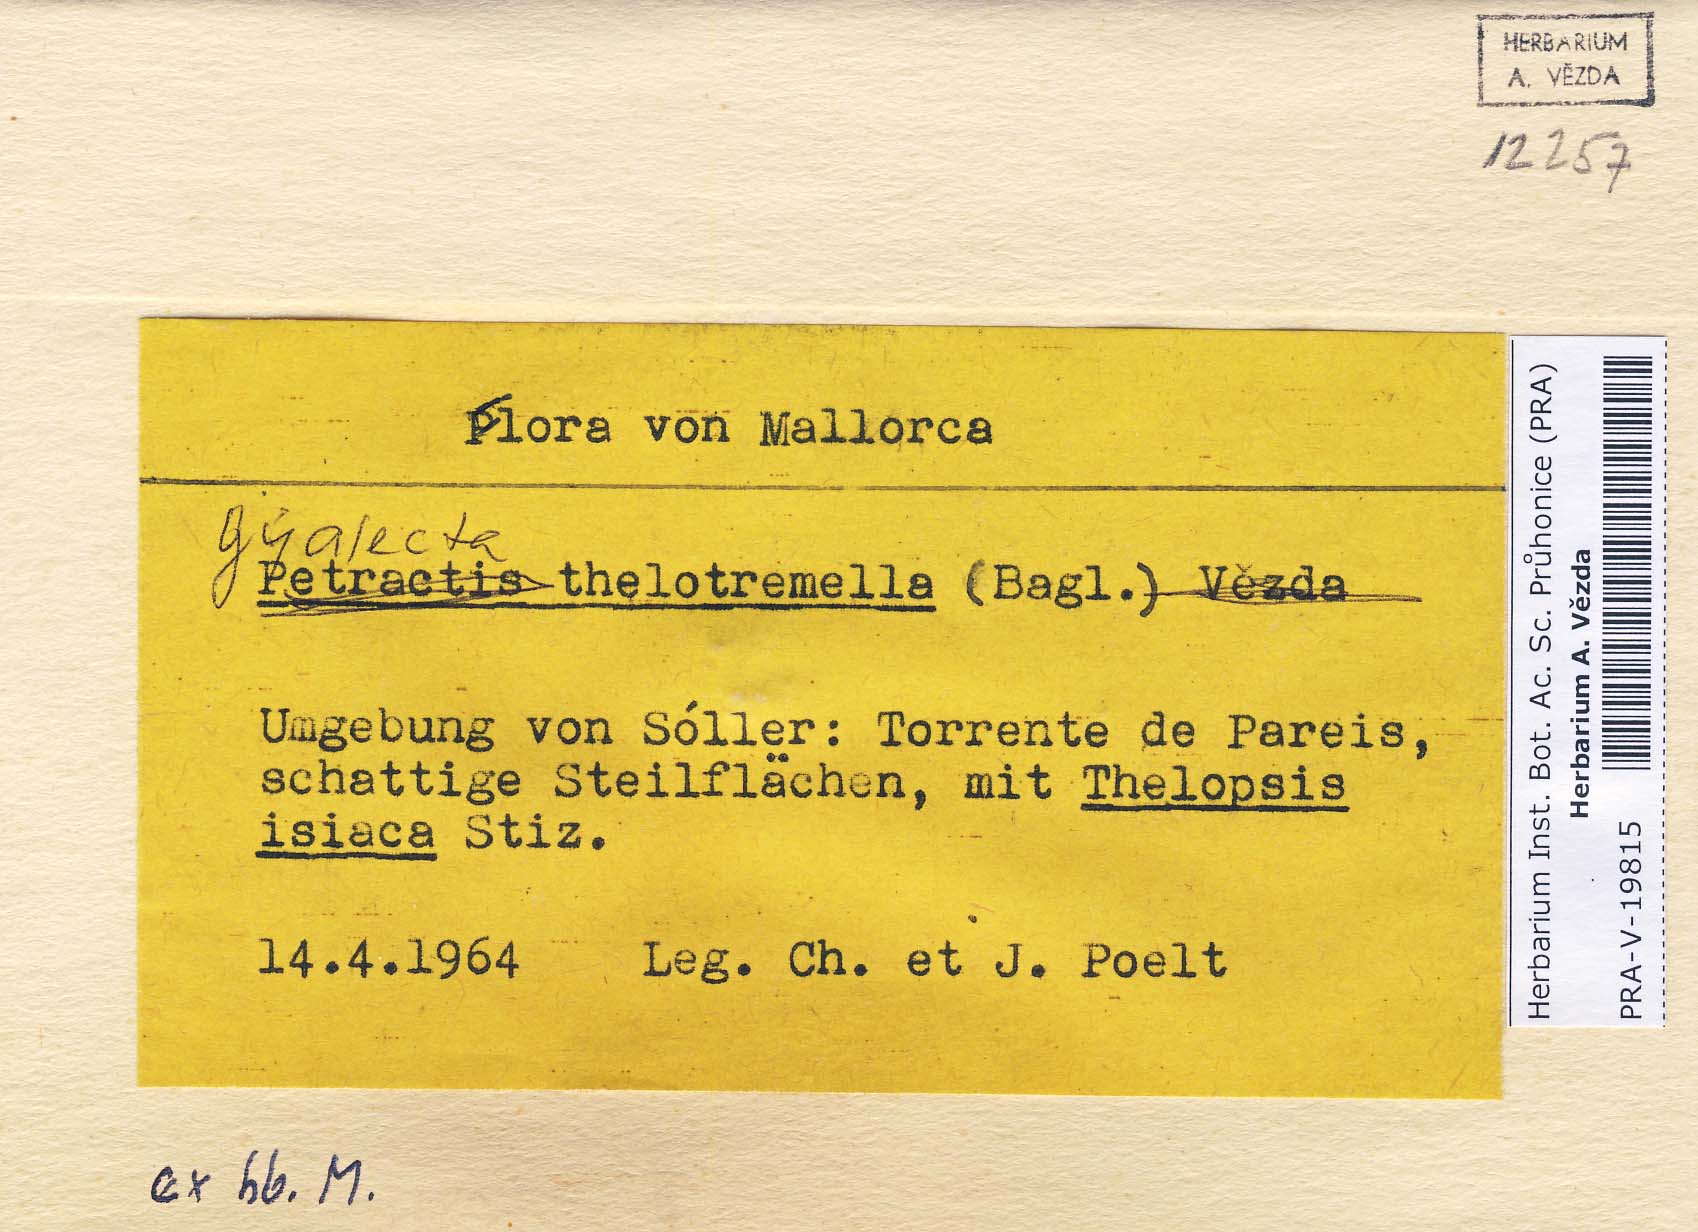 HERBARIUM
A. VĚZDA
12257
Flora von Mallorca
Gyalecta
Petractis thelotremella (Bagl.) Vězda
Umgebung von Sóller: Torrente de Pareis,
schattige Steilflächen, mit Thelopsis
isiaca Stiz.
14.4.1964 Leg. Ch. et J. Poelt
ex hb. M.
Herbarium Inst. Bot. Ac. Sc. Průhonice (PRA)
Herbarium A. Vězda
PRA-V-19815